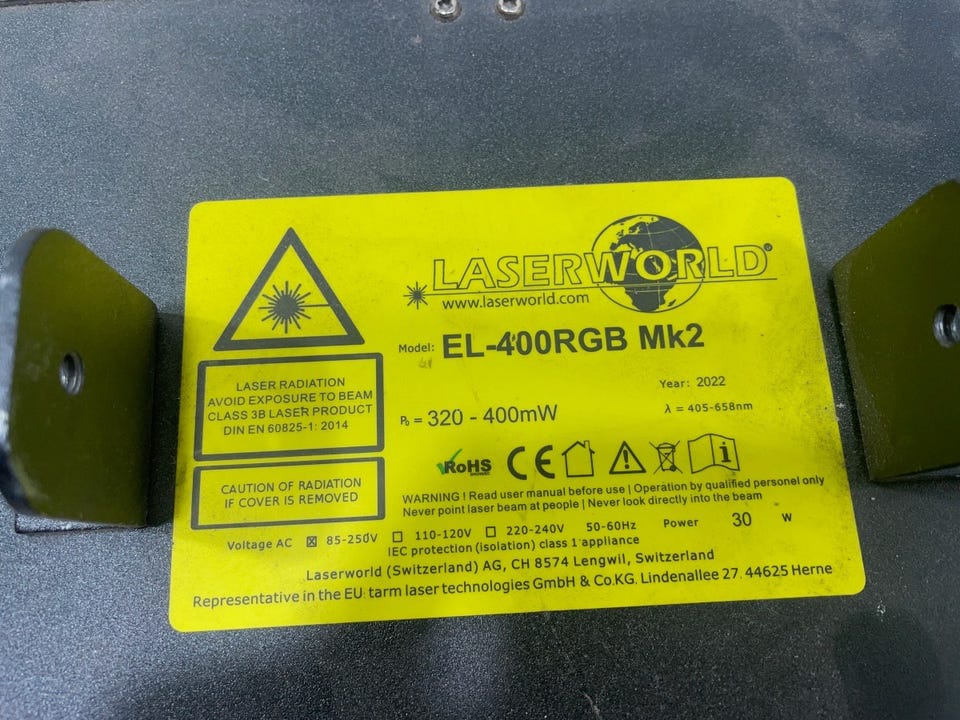 LASERWORLD®
www.laserworld.com
Model: EL-400RGB Mk2
LASER RADIATION
AVOID EXPOSURE TO BEAM
CLASS 3B LASER PRODUCT
DIN EN 60825-1: 2014
Year: 2022
P₀ = 320 - 400mW
λ = 405-658nm
CAUTION OF RADIATION
IF COVER IS REMOVED
RoHS CE i
WARNING ! Read user manual before use | Operation by qualified personel only
Never point laser beam at people | Never look directly into the beam
Voltage AC ☒ 85-250V ☐ 110-120V ☐ 220-240V 50-60Hz Power 30 W
IEC protection (isolation) class 1 appliance
Laserworld (Switzerland) AG, CH 8574 Lengwil, Switzerland
Representative in the EU: tarm laser technologies GmbH & Co.KG. Lindenallee 27. 44625 Herne